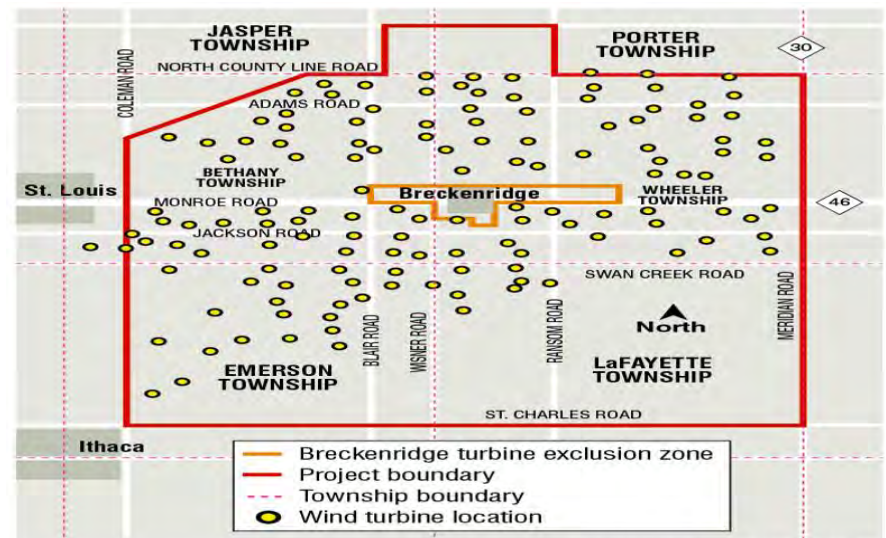 JASPER
TOWNSHIP
PORTER
TOWNSHIP
30
NORTH COUNTY LINE ROAD
COLEMAN ROAD
ADAMS ROAD
BETHANY
TOWNSHIP
St. Louis
Breckenridge
WHEELER
TOWNSHIP
46
MONROE ROAD
JACKSON ROAD
SWAN CREEK ROAD
MERIDIAN ROAD
BLAIR ROAD
WISNER ROAD
RANSOM ROAD
North
EMERSON
TOWNSHIP
LaFAYETTE
TOWNSHIP
ST. CHARLES ROAD
Ithaca
Breckenridge turbine exclusion zone
Project boundary
Township boundary
Wind turbine location